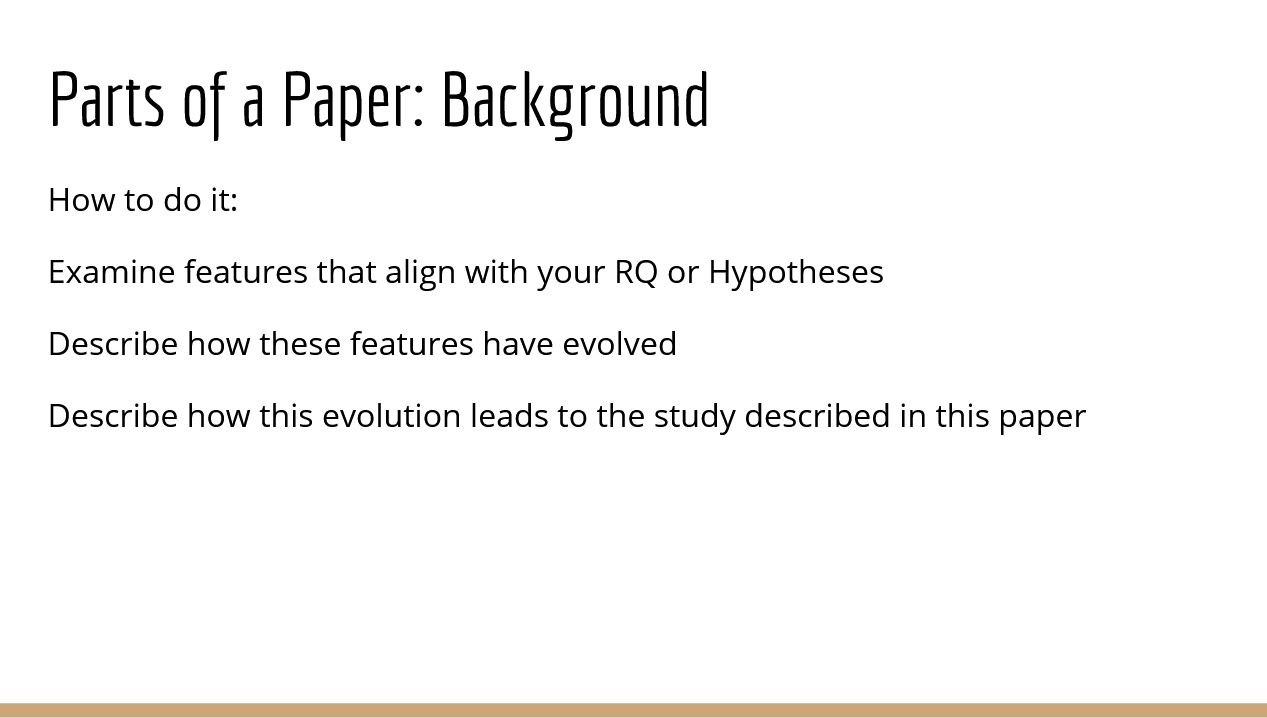 Parts of a Paper: Background
How to do it:
Examine features that align with your RQ or Hypotheses
Describe how these features have evolved
Describe how this evolution leads to the study described in this paper